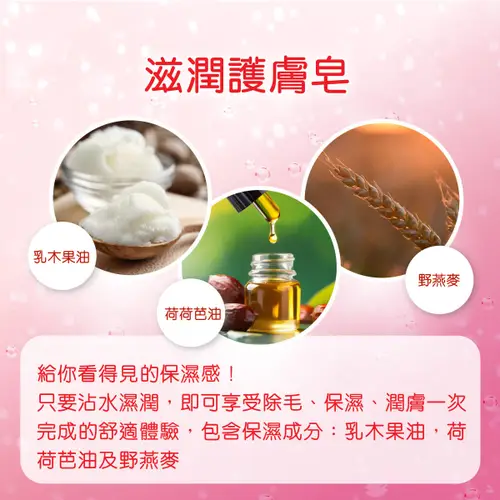 滋潤護膚皂
乳木果油
荷荷芭油
野燕麥
給你看得見的保濕感！
只要沾水濕潤，即可享受除毛、保濕、潤膚一次
完成的舒適體驗，包含保濕成分：乳木果油，荷
荷芭油及野燕麥